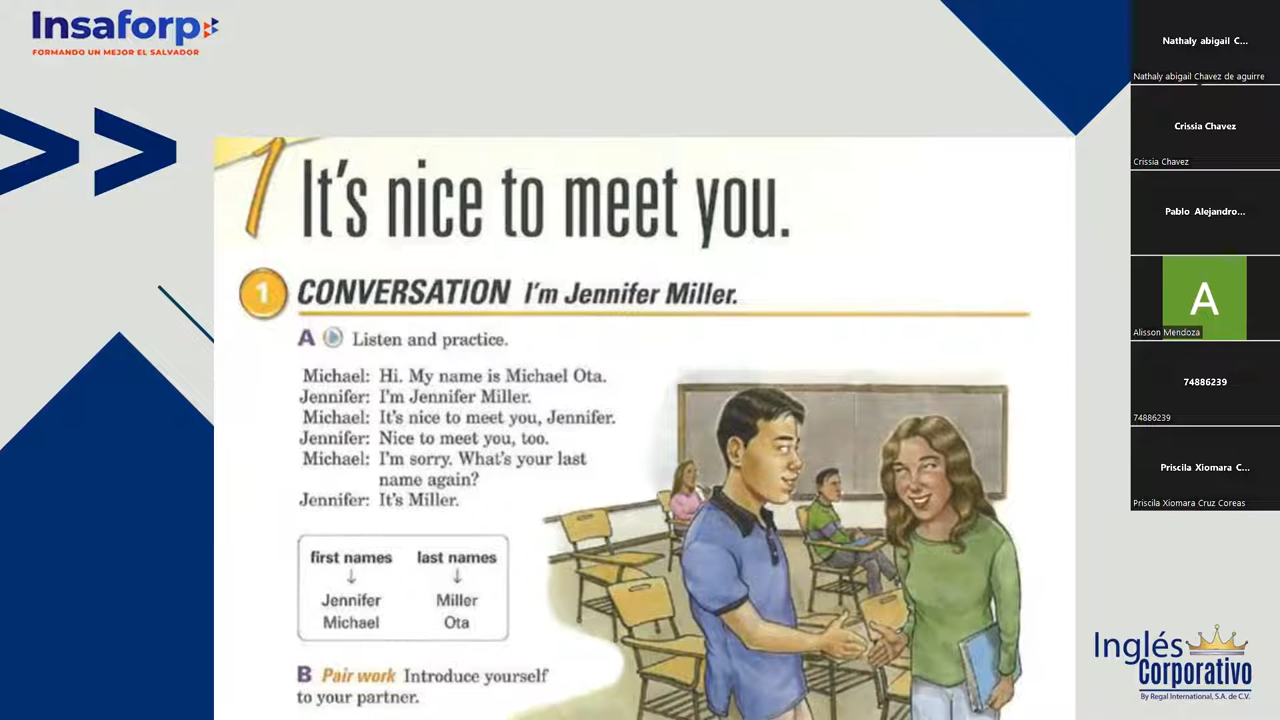 Insaforp
FORMANDO UN MEJOR EL SALVADOR
1 It's nice to meet you.
1 CONVERSATION I'm Jennifer Miller.
A Listen and practice.
Michael: Hi. My name is Michael Ota.
Jennifer: I'm Jennifer Miller.
Michael: It's nice to meet you, Jennifer.
Jennifer: Nice to meet you, too.
Michael: I'm sorry. What's your last
name again?
Jennifer: It's Miller.
first names last names
Jennifer Miller
Michael Ota
B Pair work Introduce yourself
to your partner.
Nathaly abigail C...
Nathaly abigail Chavez de aguirre
Crissia Chavez
Crissia Chavez
Pablo Alejandro...
A
Alisson Mendoza
74886239
74886239
Priscila Xiomara C...
Priscila Xiomara Cruz Coreas
Inglés
Corporativo
By Regal International, S.A. de C.V.